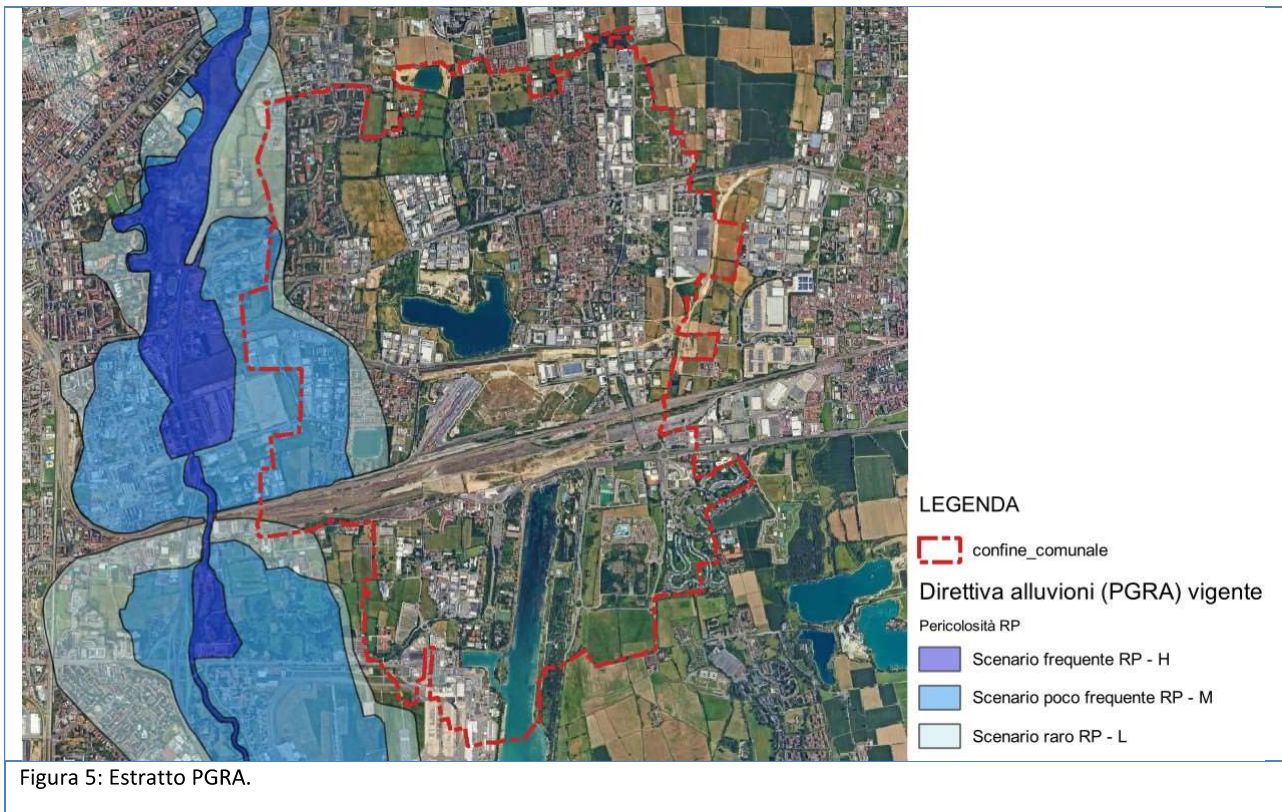 LEGENDA
confine_comunale
Direttiva alluvioni (PGRA) vigente
Pericolosità RP
Scenario frequente RP - H
Scenario poco frequente RP - M
Scenario raro RP - L
Figura 5: Estratto PGRA.